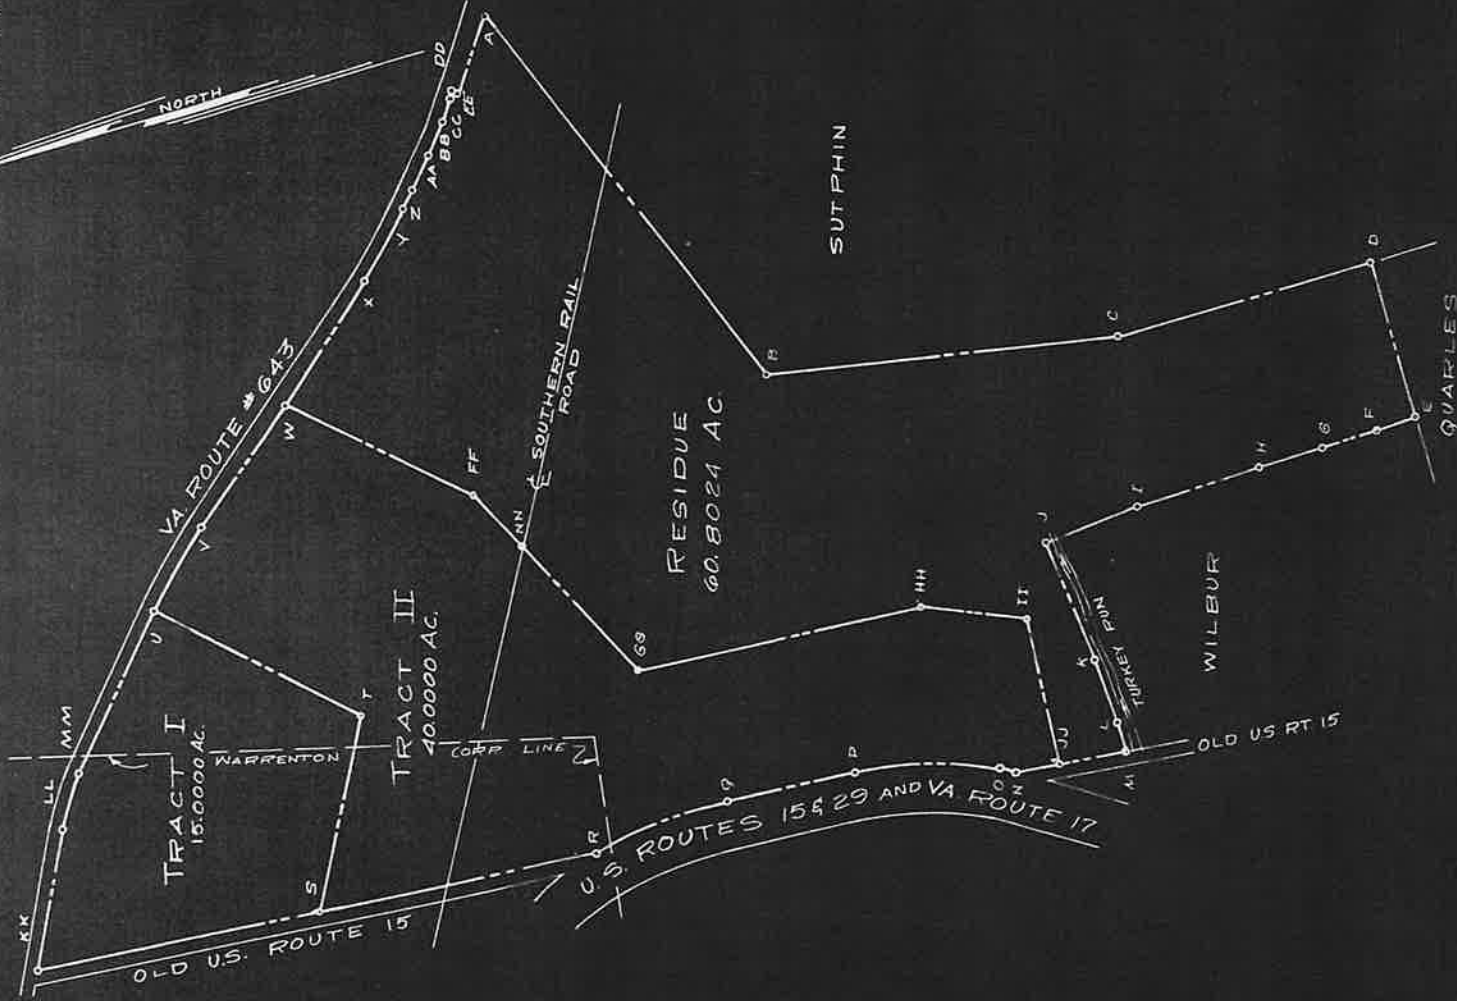 NORTH
DD
A
CC
EE
BB
AA
Z
Y
X
VA. ROUTE # 643
W
V
U
MM
LL
KK
TRACT I
15.0000 AC.
WARRENTON
CORP LINE
S
T
TRACT II
40.0000 AC.
FF
NN
℄ SOUTHERN RAIL
ROAD
GG
RESIDUE
60.8024 AC.
SUTPHIN
B
C
D
E
F
G
H
I
J
K
L
M
TURKEY RUN
WILBUR
QUARLES
HH
II
JJ
N
O
P
Q
R
OLD U.S. ROUTE 15
U.S. ROUTES 15 & 29 AND VA ROUTE 17
OLD US RT 15